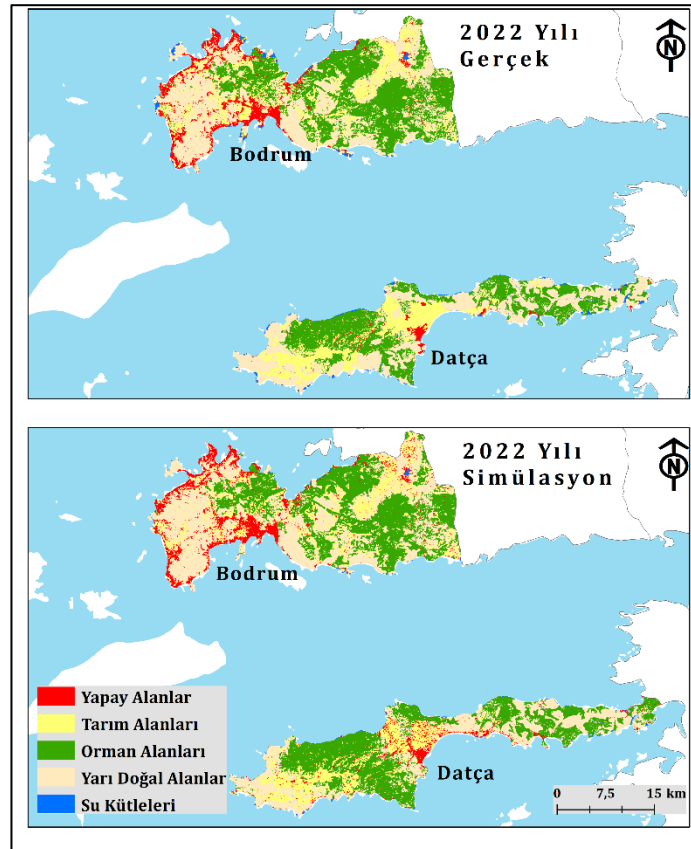 2022 Yılı
Gerçek
N
Bodrum
Datça
2022 Yılı
Simülasyon
N
Bodrum
Yapay Alanlar
Tarım Alanları
Orman Alanları
Yarı Doğal Alanlar
Su Kütleleri
Datça
0 7,5 15 km